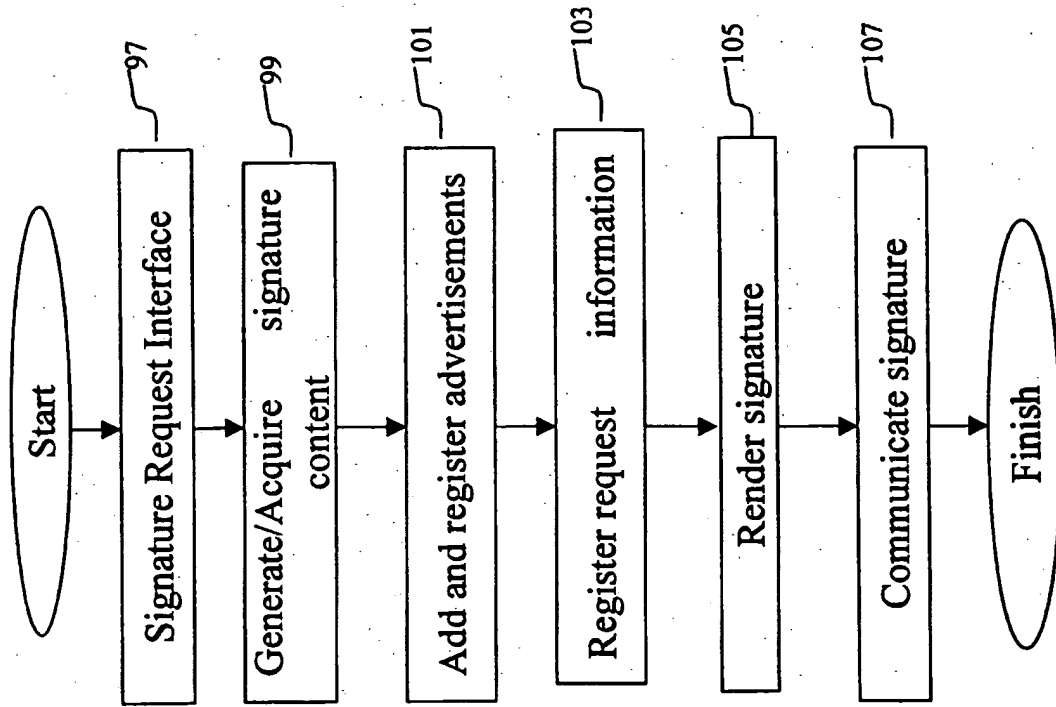 Start
Signature Request Interface
97
Generate/Acquire signature
content
99
Add and register advertisements
101
Register request information
103
Render signature
105
Communicate signature
107
Finish